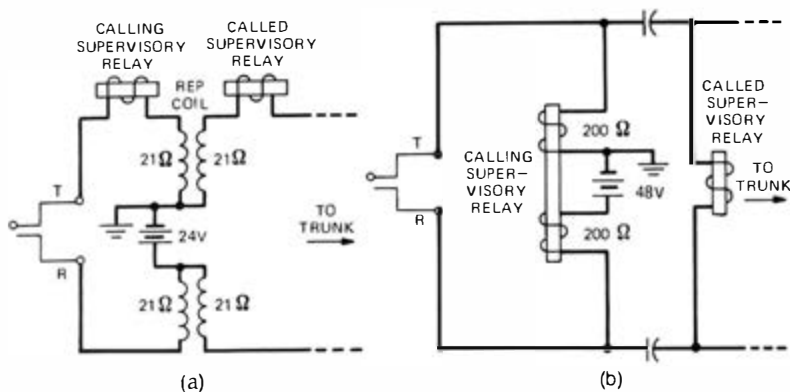 CALLING
SUPERVISORY
RELAY
CALLED
SUPERVISORY
RELAY
REP
COIL
21Ω
21Ω
T
24V
R
TO
TRUNK
21Ω
21Ω
(a)
T
R
CALLING
SUPER-
VISORY
RELAY
200 Ω
48V
200 Ω
CALLED
SUPER-
VISORY
RELAY
TO
TRUNK
(b)